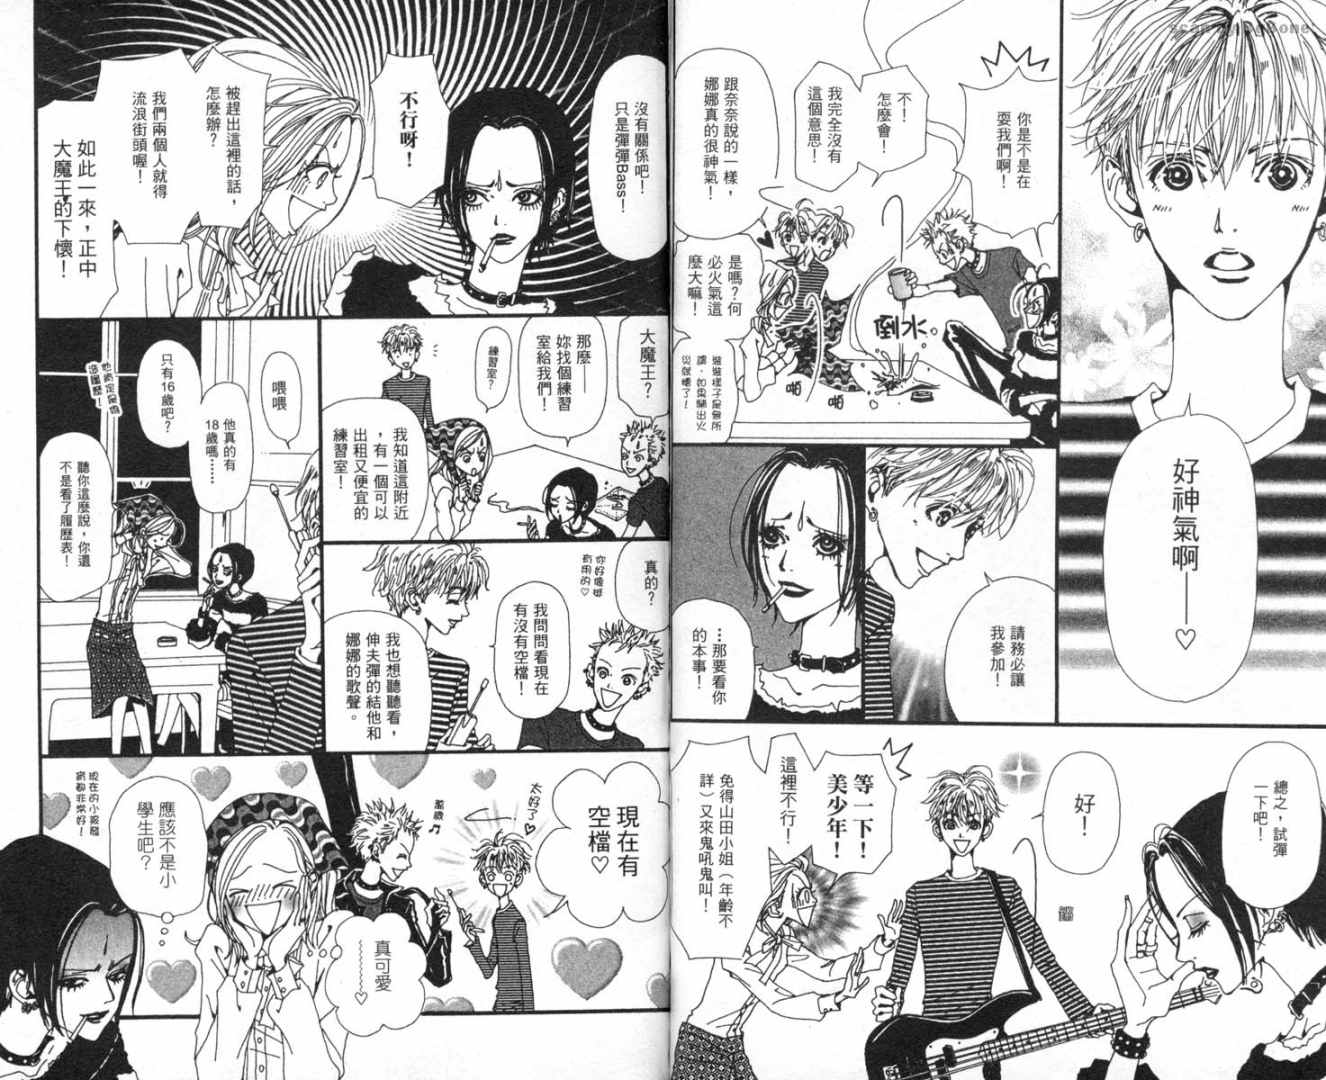 好神氣啊——♡
你是不是在
耍我們啊！
不！
怎麼會！
我完全沒有
這個意思！
跟奈奈說的一樣，
娜娜真的很神氣！
是嗎？何
必火氣這
麼大嘛！
倒水
啪
啪
請務必讓
我參加！
…那要看你
的本事！
總之，試彈
一下吧！
好！
等一下！
美少年！
這裡不行！
免得山田小姐（年齡不
詳）又來鬼吼鬼叫！
沒有關係吧！
只是彈彈Bass！
不行呀！
被趕出這裡的話，
怎麼辦？
我們兩個人就得
流浪街頭喔！
如此一來，正中
大魔王的下懷！
大魔王？
那麼——
妳找個練習
室給我們！
練習室？
我知道這附近
，有一個可以
出租又便宜的
練習室！
真的？
你好像挺
有用的♡
我問問看現在
有沒有空檔！
我也想聽聽看，
伸夫彈的結他和
娜娜的歌聲。
喂喂
他真的有
18歲嗎……
只有16歲吧？
聽你這麼說，你還
不是看了履歷表！
現在有
空檔♡
太好了♡
羞澀♫
真可愛
應該不是小
學生吧？